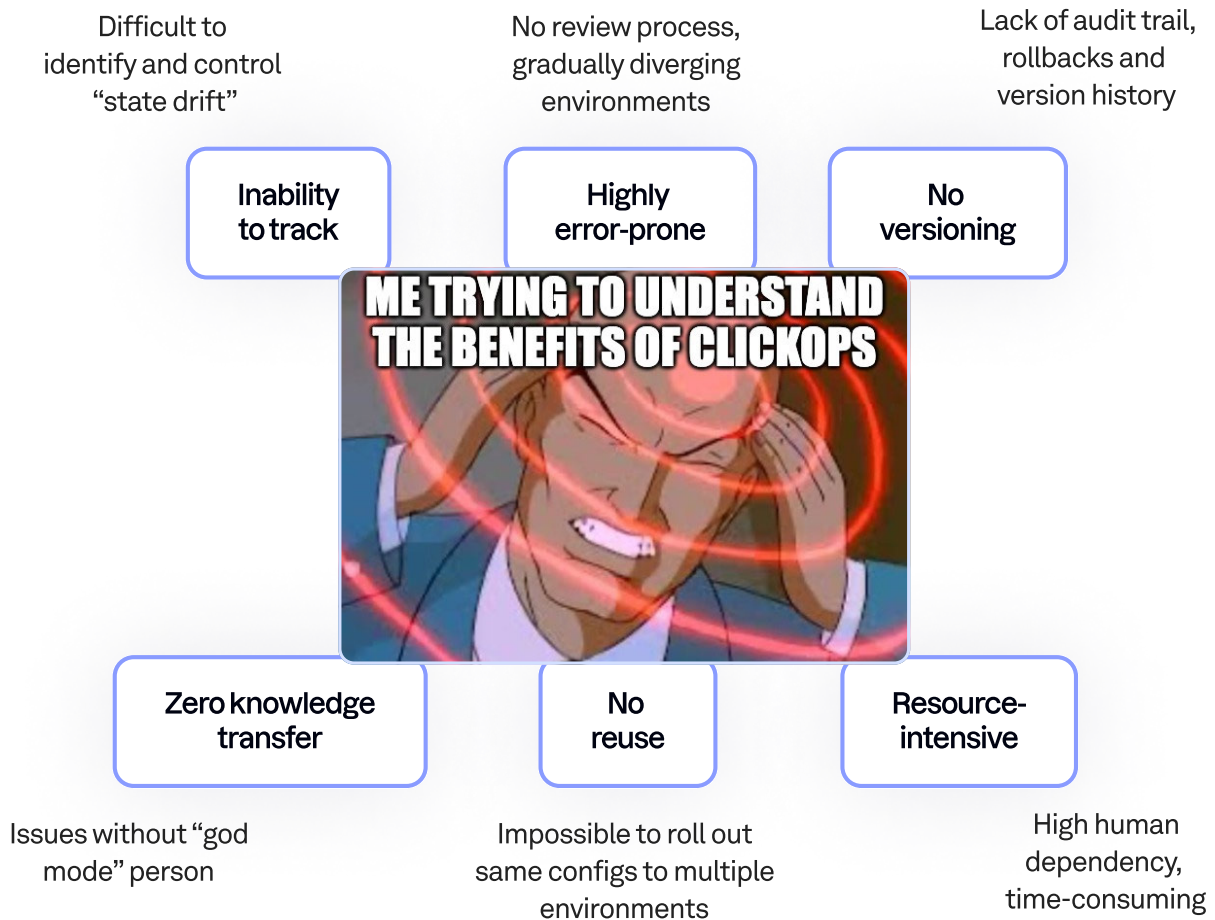 Difficult to
identify and control
“state drift”
No review process,
gradually diverging
environments
Lack of audit trail,
rollbacks and
version history
Inability
to track
Highly
error-prone
No
versioning
ME TRYING TO UNDERSTAND
THE BENEFITS OF CLICKOPS
Zero knowledge
transfer
No
reuse
Resource-
intensive
Issues without “god
mode” person
Impossible to roll out
same configs to multiple
environments
High human
dependency,
time-consuming